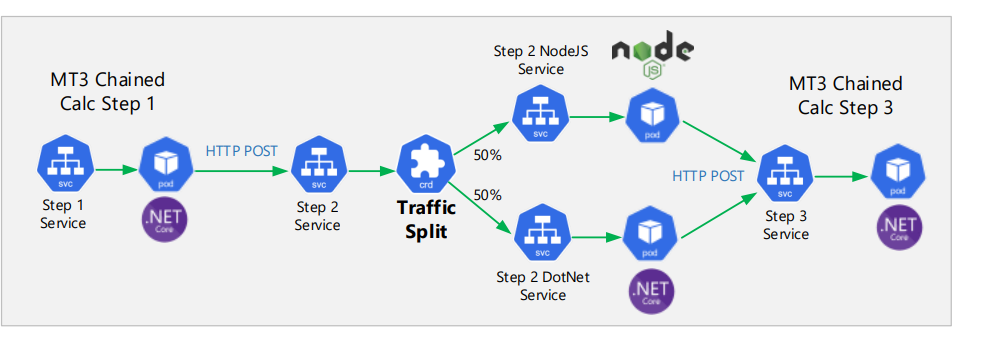 MT3 Chained
Calc Step 1
svc
Step 1
Service
pod
.NET
Core
HTTP POST
svc
Step 2
Service
crd
Traffic
Split
50%
50%
Step 2 NodeJS
Service
svc
node
JS
pod
svc
Step 2 DotNet
Service
pod
.NET
Core
HTTP POST
MT3 Chained
Calc Step 3
svc
Step 3
Service
pod
.NET
Core